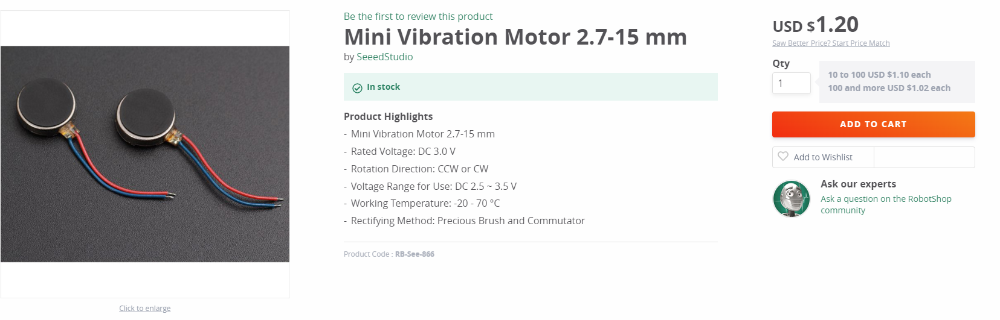 Click to enlarge
Be the first to review this product
Mini Vibration Motor 2.7-15 mm
by SeeedStudio
In stock
Product Highlights
- Mini Vibration Motor 2.7-15 mm
- Rated Voltage: DC 3.0 V
- Rotation Direction: CCW or CW
- Voltage Range for Use: DC 2.5 ~ 3.5 V
- Working Temperature: -20 - 70 °C
- Rectifying Method: Precious Brush and Commutator
Product Code : RB-See-866
USD $1.20
Saw Better Price? Start Price Match
Qty
1
10 to 100 USD $1.10 each
100 and more USD $1.02 each
ADD TO CART
Add to Wishlist
Ask our experts
Ask a question on the RobotShop
community